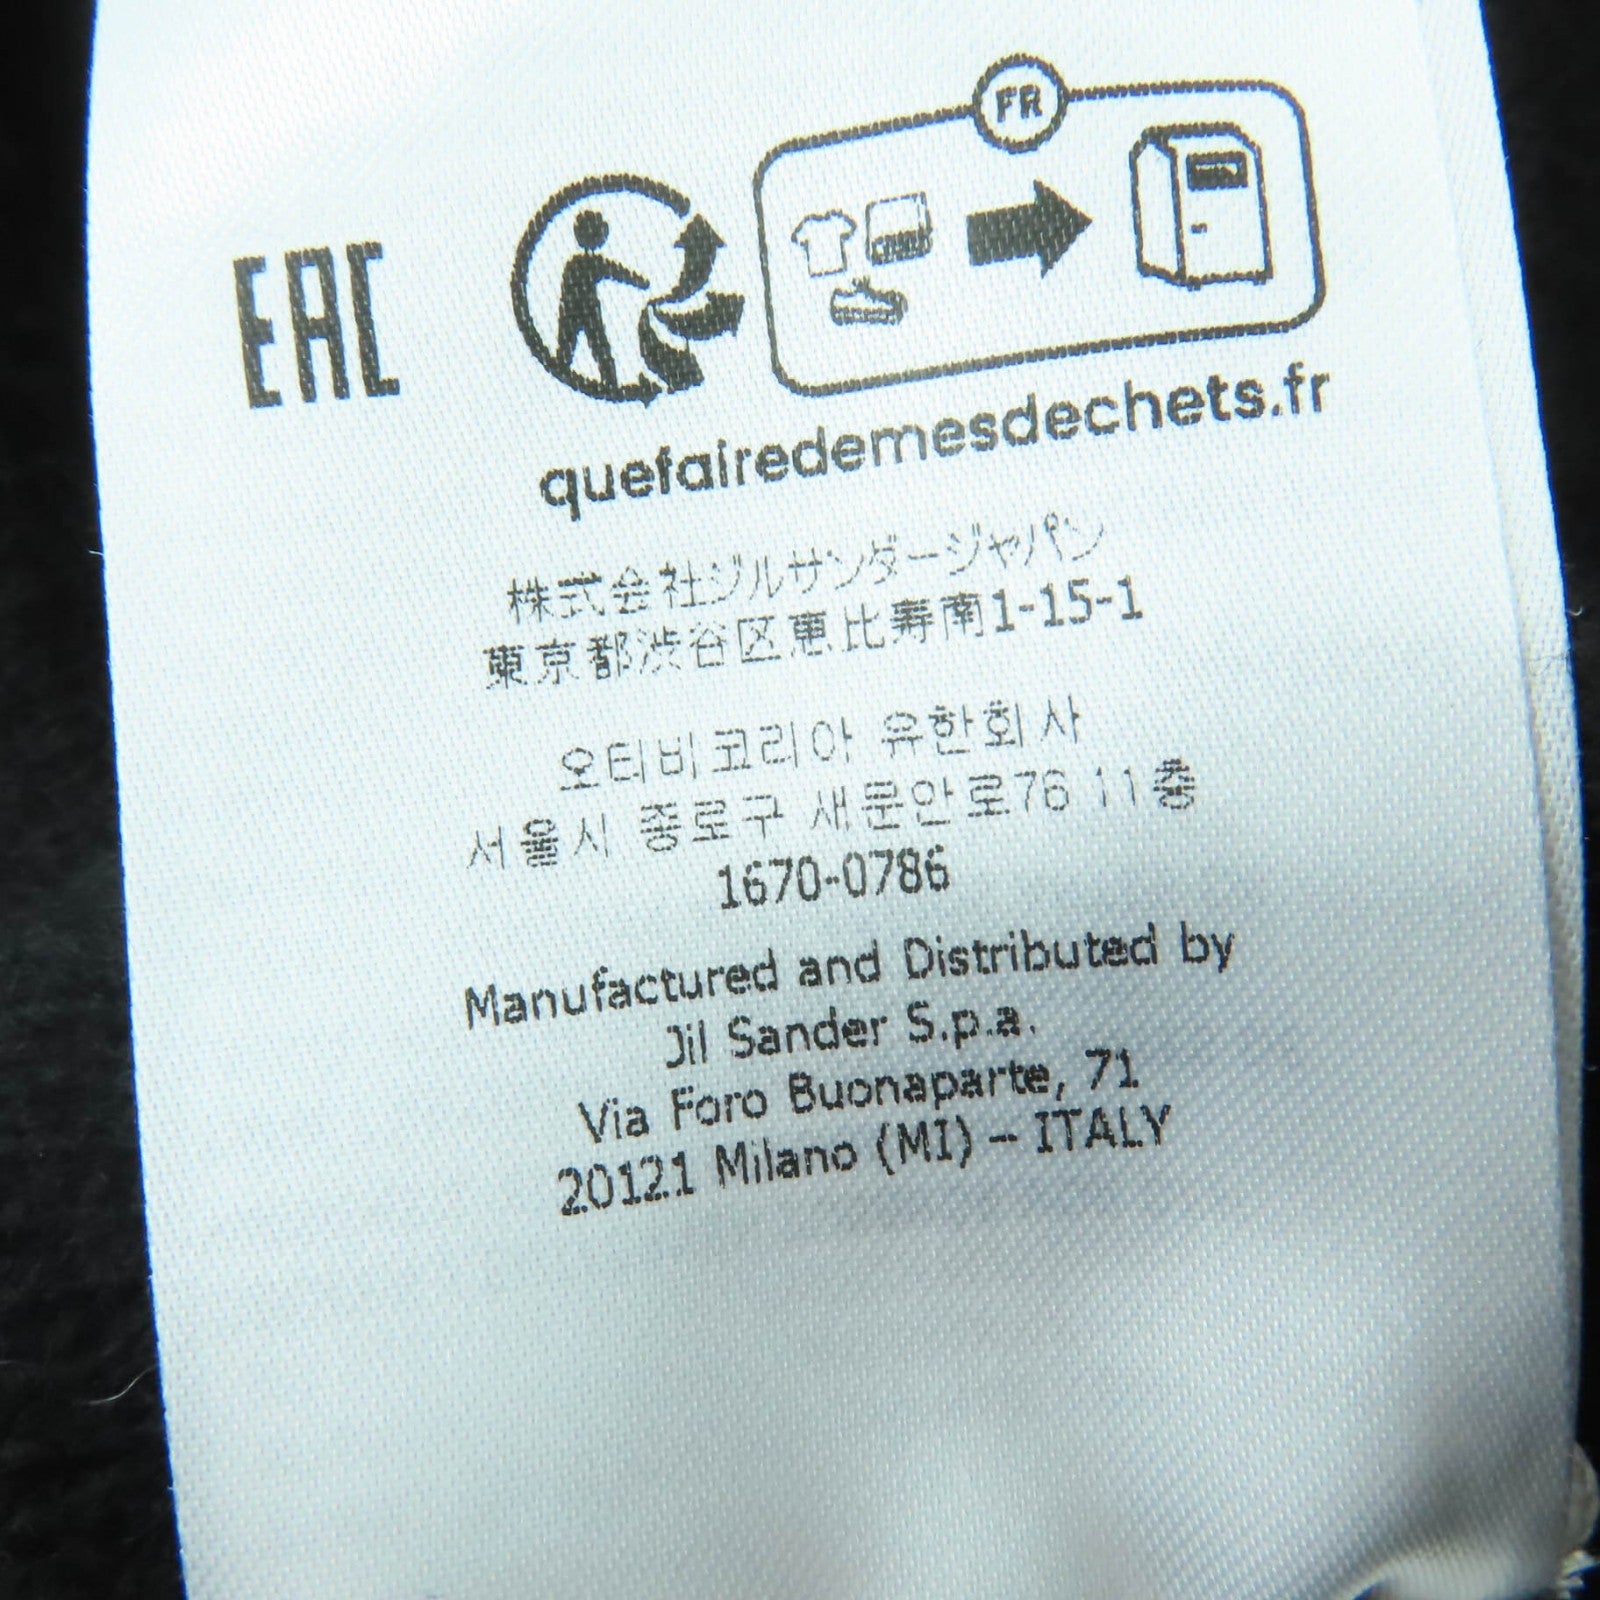 FR
EAC
quefairedemesdechets.fr
株式会社ジルサンダージャパン
東京都渋谷区恵比寿南1-15-1
오티비코리아 유한회사
서울시 종로구 새문안로76 11층
1670-0786
Manufactured and Distributed by
Jil Sander S.p.a.
Via Foro Buonaparte, 71
20121 Milano (MI) – ITALY